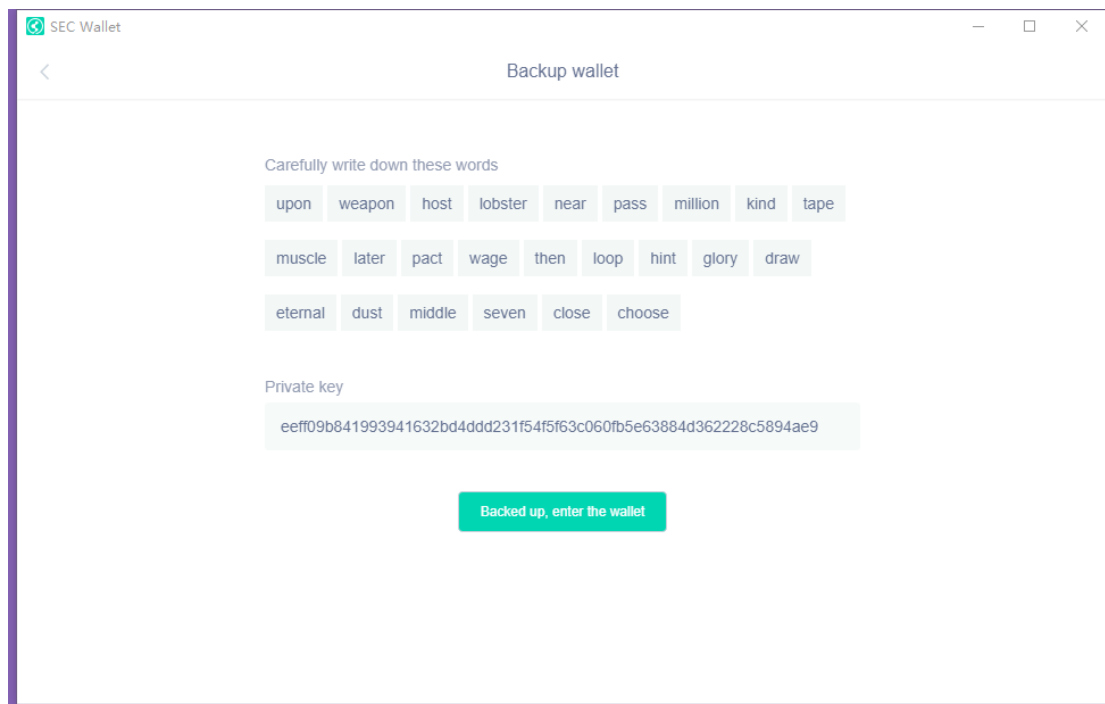 SEC Wallet
Backup wallet
Carefully write down these words
upon weapon host lobster near pass million kind tape
muscle later pact wage then loop hint glory draw
eternal dust middle seven close choose
Private key
eeff09b841993941632bd4ddd231f54f5f63c060fb5e63884d362228c5894ae9
Backed up, enter the wallet